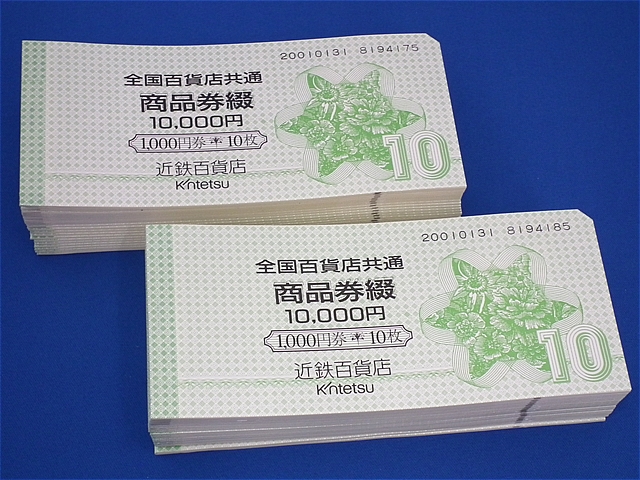 20010131 8194175
全国百貨店共通
商品券綴
10,000円
1,000円券＊10枚
近鉄百貨店
Kintetsu
10
20010131 8194185
全国百貨店共通
商品券綴
10,000円
1,000円券＊10枚
近鉄百貨店
Kintetsu
10